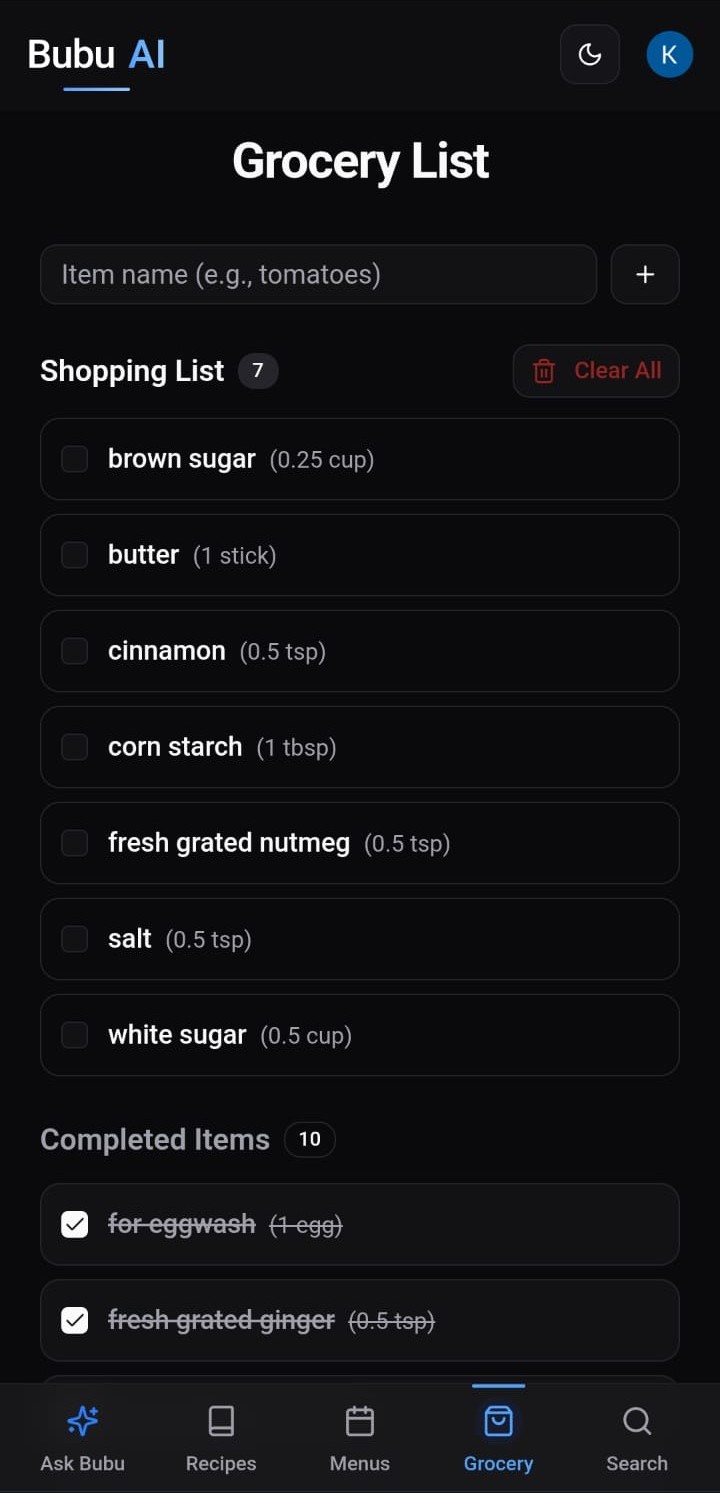 Bubu AI
K
Grocery List
Item name (e.g., tomatoes)
+
Shopping List 7
Clear All
brown sugar (0.25 cup)
butter (1 stick)
cinnamon (0.5 tsp)
corn starch (1 tbsp)
fresh grated nutmeg (0.5 tsp)
salt (0.5 tsp)
white sugar (0.5 cup)
Completed Items 10
for eggwash (1 egg)
fresh grated ginger (0.5 tsp)
Ask Bubu Recipes Menus Grocery Search